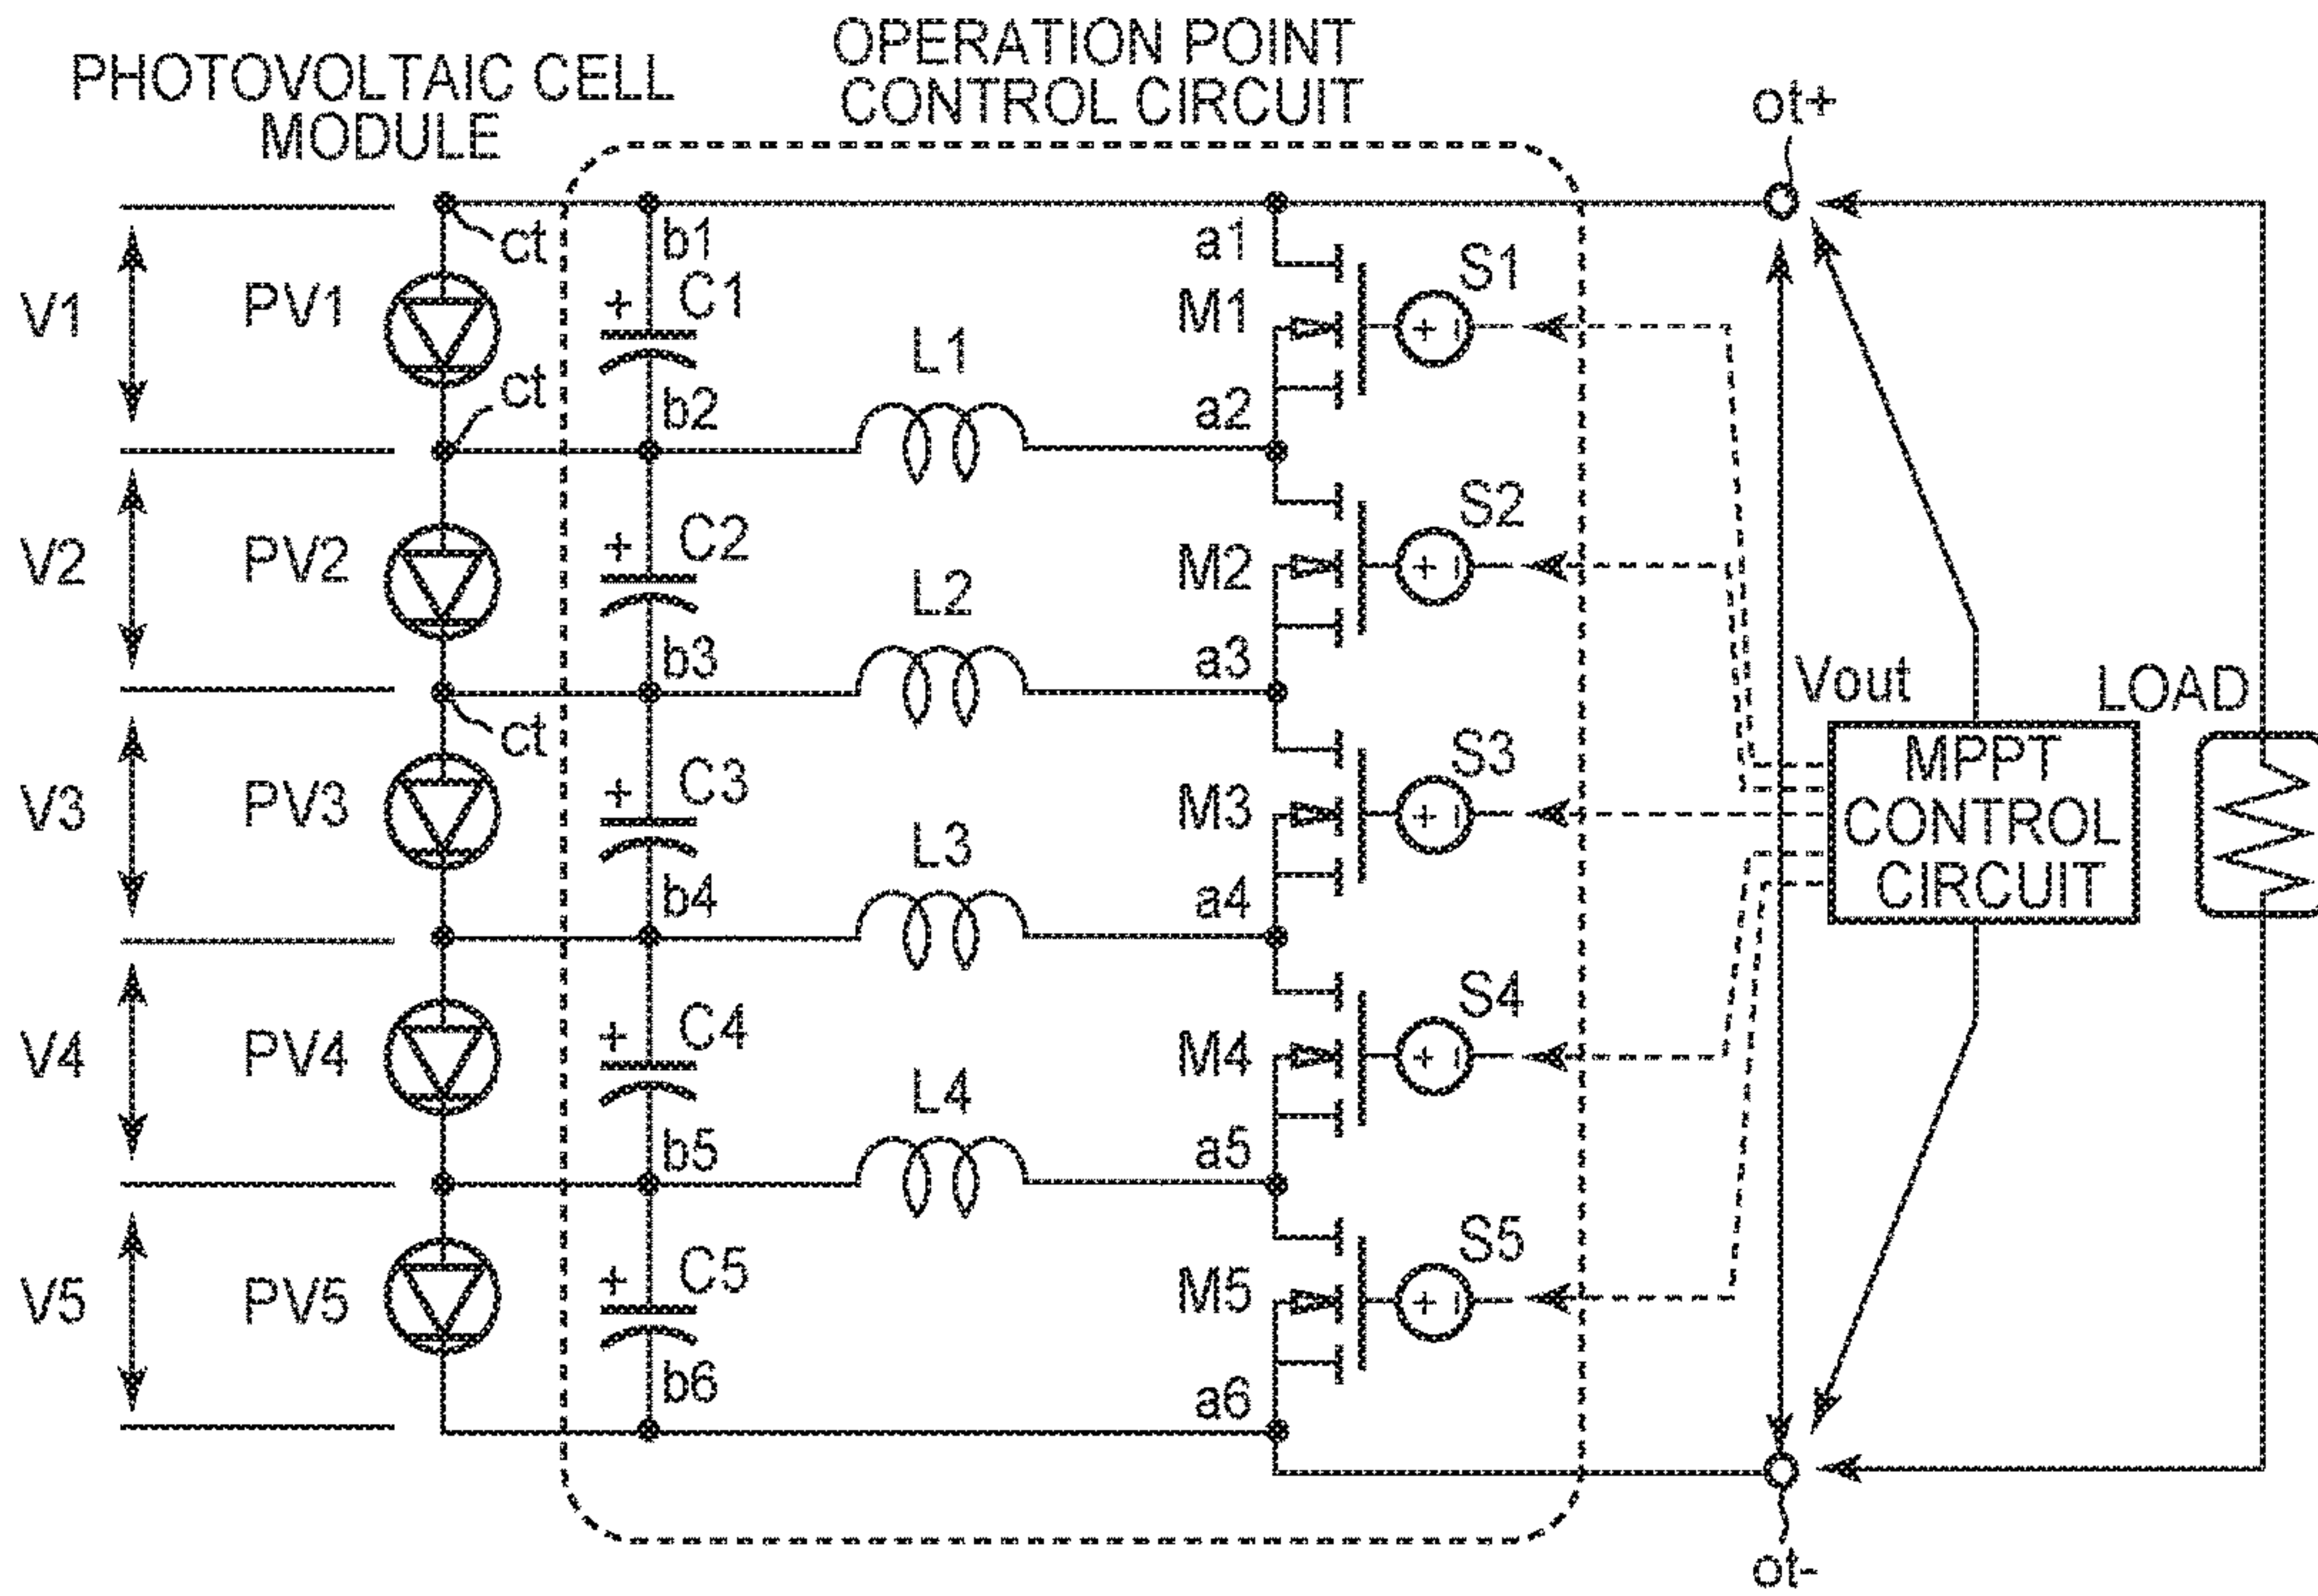 PHOTOVOLTAIC CELL
MODULE
OPERATION POINT
CONTROL CIRCUIT
ot+
ct
b1
a1
S1
V1
PV1
+
C1
M1
+ -
L1
ct
b2
a2
V2
PV2
+
C2
M2
S2
+ -
L2
b3
a3
Vout
LOAD
ct
V3
PV3
+
C3
M3
S3
+ -
MPPT
CONTROL
CIRCUIT
L3
b4
a4
V4
PV4
+
C4
M4
S4
+ -
L4
b5
a5
V5
PV5
+
C5
M5
S5
+ -
b6
a6
ot-